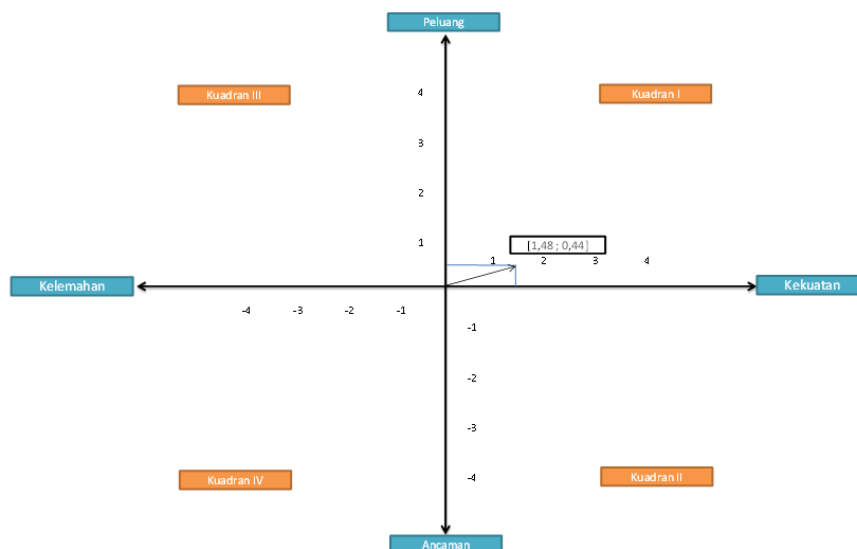 Peluang
Kuadran III
Kuadran I
4
3
2
1
[1,48 ; 0,44]
1
2
3
4
Kelemahan
Kekuatan
-4
-3
-2
-1
-1
-2
-3
-4
Kuadran IV
Kuadran II
Ancaman